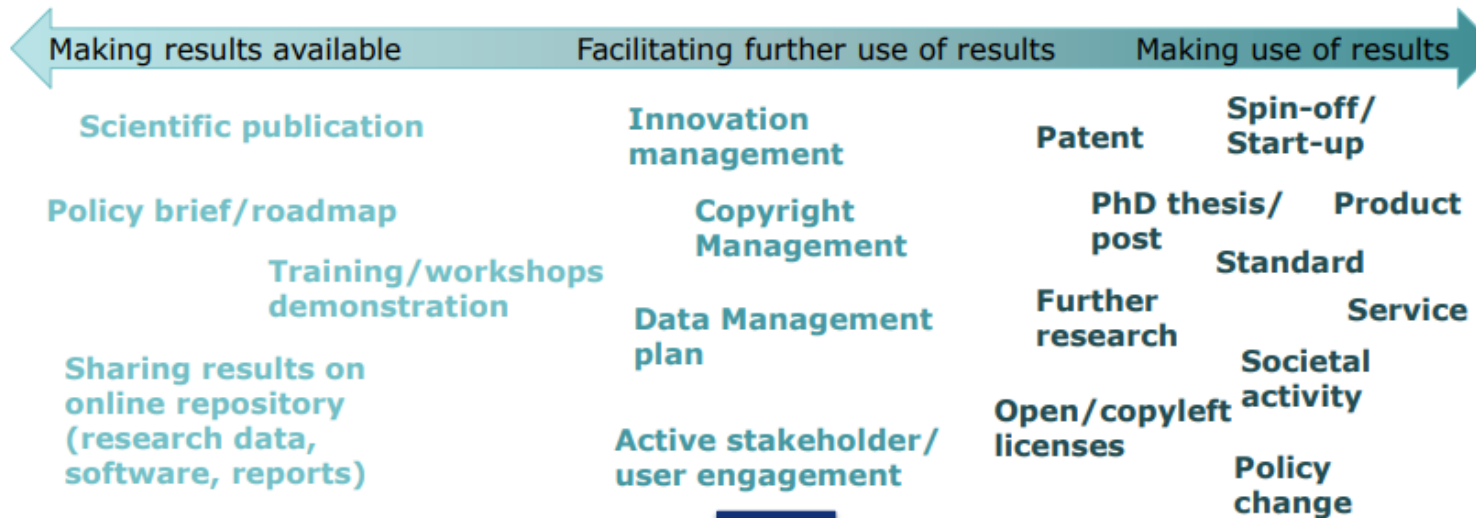 Making results available
Facilitating further use of results
Making use of results
Scientific publication
Policy brief/roadmap
Training/workshops
demonstration
Sharing results on
online repository
(research data,
software, reports)
Innovation
management
Copyright
Management
Data Management
plan
Active stakeholder/
user engagement
Patent
Spin-off/
Start-up
PhD thesis/
post
Product
Standard
Further
research
Service
Societal
activity
Open/copyleft
licenses
Policy
change